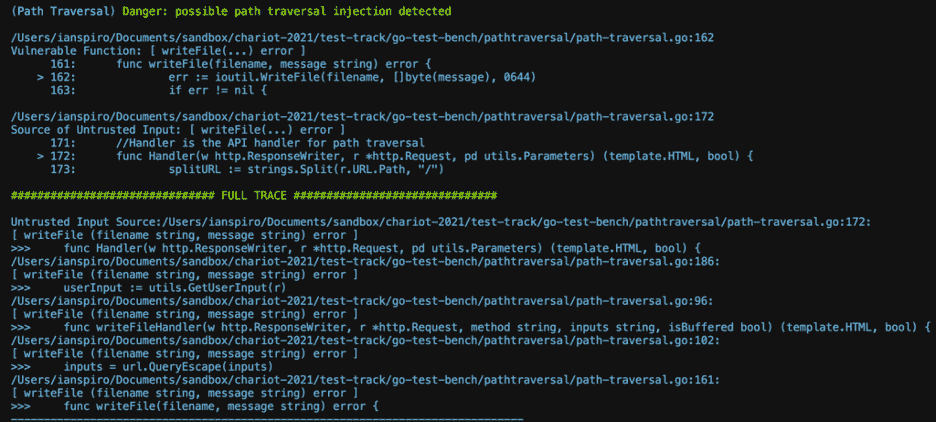 (Path Traversal) Danger: possible path traversal injection detected
/Users/ianspiro/Documents/sandbox/chariot-2021/test-track/go-test-bench/pathtraversal/path-traversal.go:162
Vulnerable Function: [ writeFile(...) error ]
161: func writeFile(filename, message string) error {
> 162: err := ioutil.WriteFile(filename, []byte(message), 0644)
163: if err != nil {
/Users/ianspiro/Documents/sandbox/chariot-2021/test-track/go-test-bench/pathtraversal/path-traversal.go:172
Source of Untrusted Input: [ writeFile(...) error ]
171: //Handler is the API handler for path traversal
> 172: func Handler(w http.ResponseWriter, r *http.Request, pd utils.Parameters) (template.HTML, bool) {
173: splitURL := strings.Split(r.URL.Path, "/")
############################### FULL TRACE ###############################
Untrusted Input Source:/Users/ianspiro/Documents/sandbox/chariot-2021/test-track/go-test-bench/pathtraversal/path-traversal.go:172:
[ writeFile (filename string, message string) error ]
>>> func Handler(w http.ResponseWriter, r *http.Request, pd utils.Parameters) (template.HTML, bool) {
/Users/ianspiro/Documents/sandbox/chariot-2021/test-track/go-test-bench/pathtraversal/path-traversal.go:186:
[ writeFile (filename string, message string) error ]
>>> userInput := utils.GetUserInput(r)
/Users/ianspiro/Documents/sandbox/chariot-2021/test-track/go-test-bench/pathtraversal/path-traversal.go:96:
[ writeFile (filename string, message string) error ]
>>> func writeFileHandler(w http.ResponseWriter, r *http.Request, method string, inputs string, isBuffered bool) (template.HTML, bool) {
/Users/ianspiro/Documents/sandbox/chariot-2021/test-track/go-test-bench/pathtraversal/path-traversal.go:102:
[ writeFile (filename string, message string) error ]
>>> inputs = url.QueryEscape(inputs)
/Users/ianspiro/Documents/sandbox/chariot-2021/test-track/go-test-bench/pathtraversal/path-traversal.go:161:
[ writeFile (filename string, message string) error ]
>>> func writeFile(filename, message string) error {